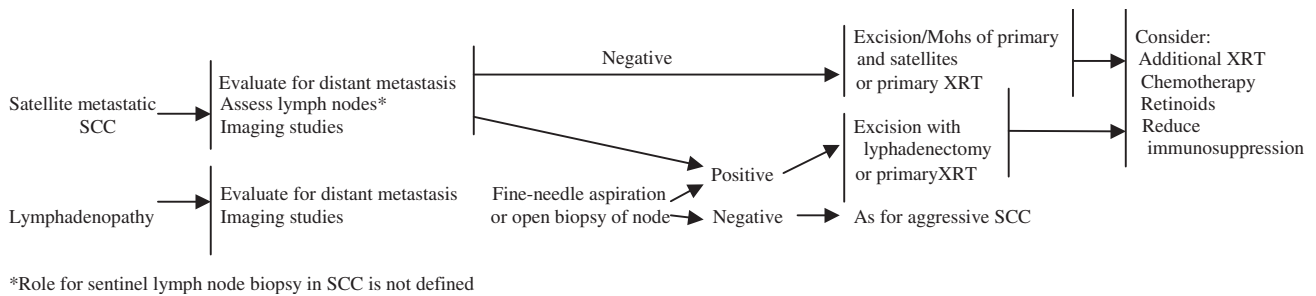 Satellite metastatic
SCC
Evaluate for distant metastasis
Assess lymph nodes*
Imaging studies
Negative
Excision/Mohs of primary
and satellites
or primary XRT
Consider:
Additional XRT
Chemotherapy
Retinoids
Reduce
immunosuppression
Excision with
lyphadenectomy
or primaryXRT
Positive
Lymphadenopathy
Evaluate for distant metastasis
Imaging studies
Fine-needle aspiration
or open biopsy of node
Negative
As for aggressive SCC
*Role for sentinel lymph node biopsy in SCC is not defined